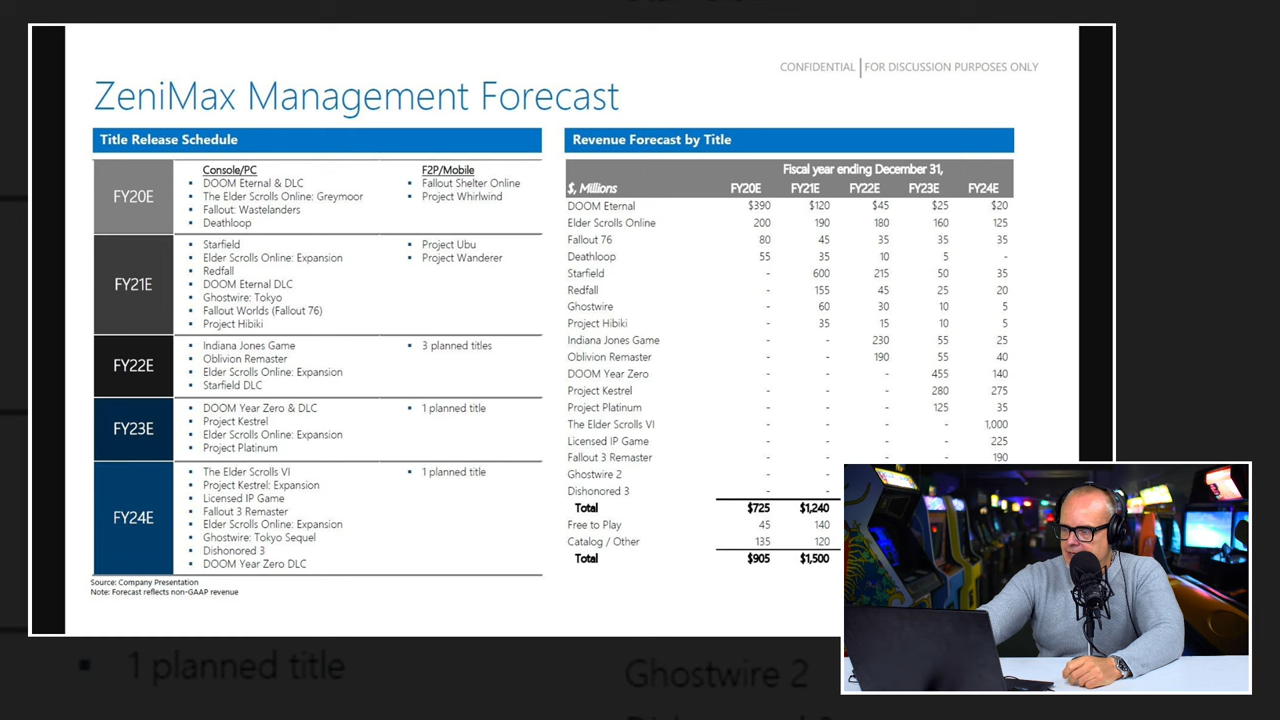 CONFIDENTIAL | FOR DISCUSSION PURPOSES ONLY
ZeniMax Management Forecast
Title Release Schedule
Console/PC F2P/Mobile
FY20E
▪ DOOM Eternal & DLC ▪ Fallout Shelter Online
▪ The Elder Scrolls Online: Greymoor ▪ Project Whirlwind
▪ Fallout: Wastelanders
▪ Deathloop
FY21E
▪ Starfield ▪ Project Ubu
▪ Elder Scrolls Online: Expansion ▪ Project Wanderer
▪ Redfall
▪ DOOM Eternal DLC
▪ Ghostwire: Tokyo
▪ Fallout Worlds (Fallout 76)
▪ Project Hibiki
FY22E
▪ Indiana Jones Game ▪ 3 planned titles
▪ Oblivion Remaster
▪ Elder Scrolls Online: Expansion
▪ Starfield DLC
FY23E
▪ DOOM Year Zero & DLC ▪ 1 planned title
▪ Project Kestrel
▪ Elder Scrolls Online: Expansion
▪ Project Platinum
FY24E
▪ The Elder Scrolls VI ▪ 1 planned title
▪ Project Kestrel: Expansion
▪ Licensed IP Game
▪ Fallout 3 Remaster
▪ Elder Scrolls Online: Expansion
▪ Ghostwire: Tokyo Sequel
▪ Dishonored 3
▪ DOOM Year Zero DLC
Source: Company Presentation
Note: Forecast reflects non-GAAP revenue
Revenue Forecast by Title
Fiscal year ending December 31,
$, Millions FY20E FY21E FY22E FY23E FY24E
DOOM Eternal $390 $120 $45 $25 $20
Elder Scrolls Online 200 190 180 160 125
Fallout 76 80 45 35 35 35
Deathloop 55 35 10 5 -
Starfield - 600 215 50 35
Redfall - 155 45 25 20
Ghostwire - 60 30 10 5
Project Hibiki - 35 15 10 5
Indiana Jones Game - - 230 55 25
Oblivion Remaster - - 190 55 40
DOOM Year Zero - - - 455 140
Project Kestrel - - - 280 275
Project Platinum - - - 125 35
The Elder Scrolls VI - - - - 1,000
Licensed IP Game - - - - 225
Fallout 3 Remaster - - - - 190
Ghostwire 2 - -
Dishonored 3 - -
Total $725 $1,240
Free to Play 45 140
Catalog / Other 135 120
Total $905 $1,500
▪ 1 planned title
Ghostwire 2